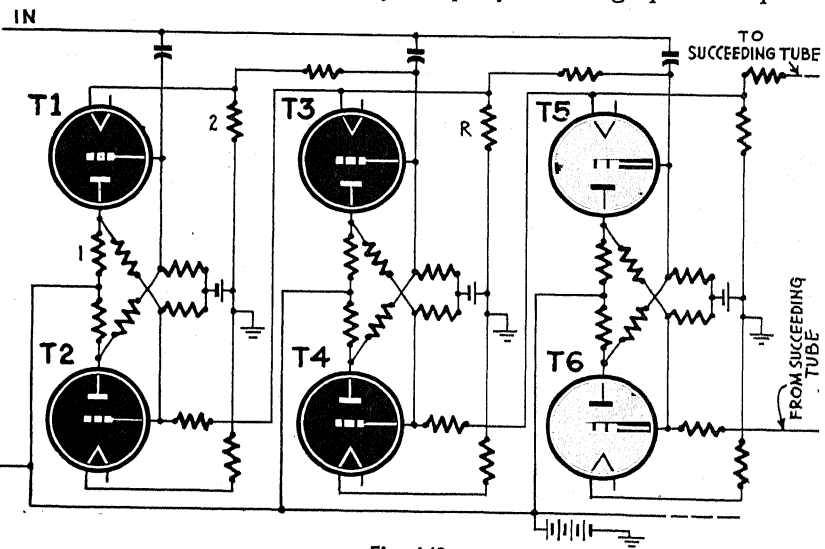 IN
TO
SUCCEEDING TUBE
T1
2
T3
R
T5
1
T2
T4
T6
FROM SUCCEEDING
TUBE